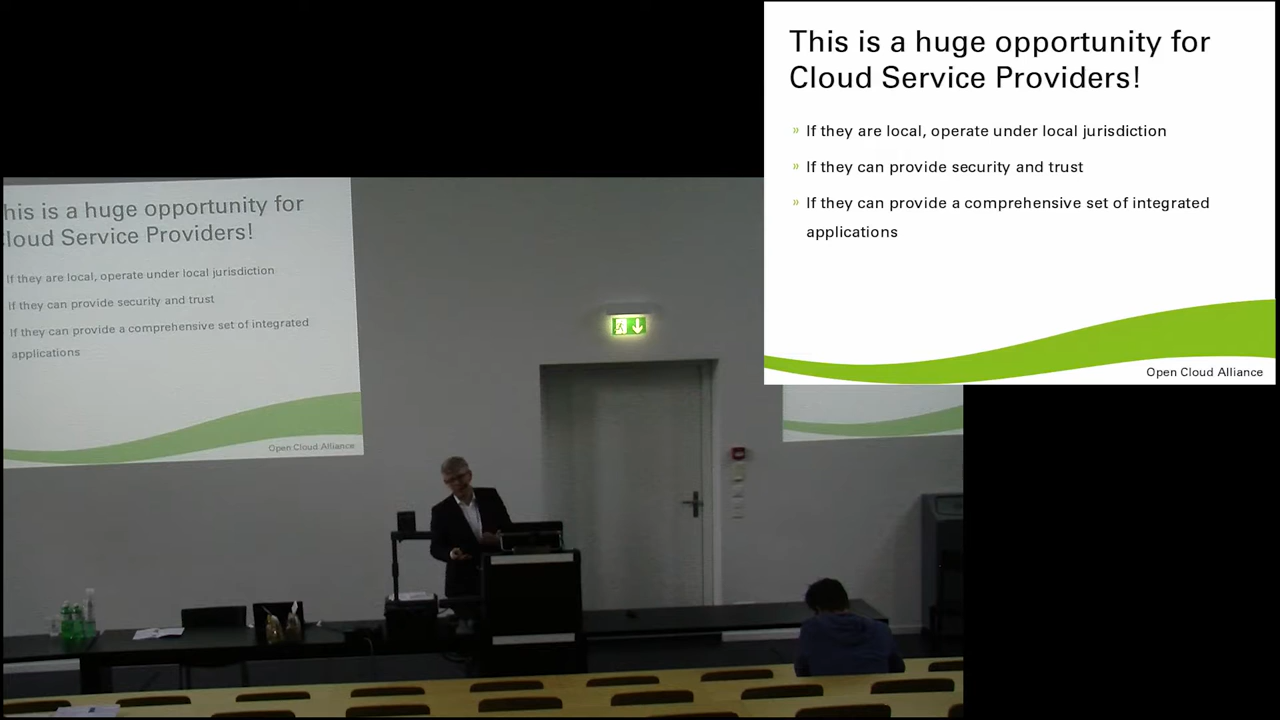 This is a huge opportunity for
Cloud Service Providers!
» If they are local, operate under local jurisdiction
» If they can provide security and trust
» If they can provide a comprehensive set of integrated
applications
Open Cloud Alliance
his is a huge opportunity for
loud Service Providers!
If they are local, operate under local jurisdiction
If they can provide security and trust
If they can provide a comprehensive set of integrated
applications
Open Cloud Alliance